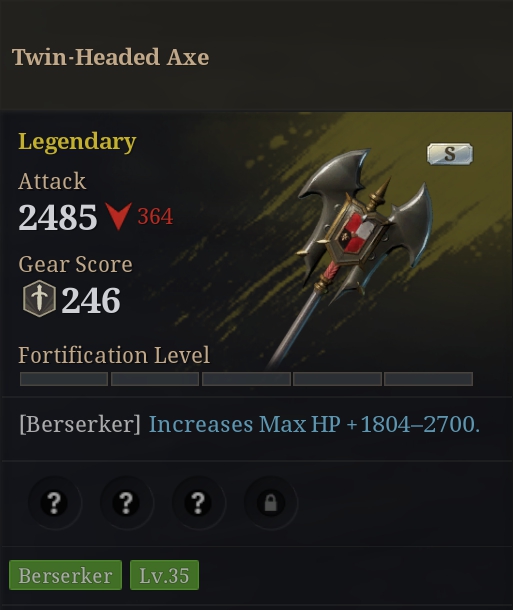 Twin-Headed Axe
Legendary
S
Attack
2485 364
Gear Score
246
Fortification Level
[Berserker] Increases Max HP +1804–2700.
? ? ?
Berserker Lv.35